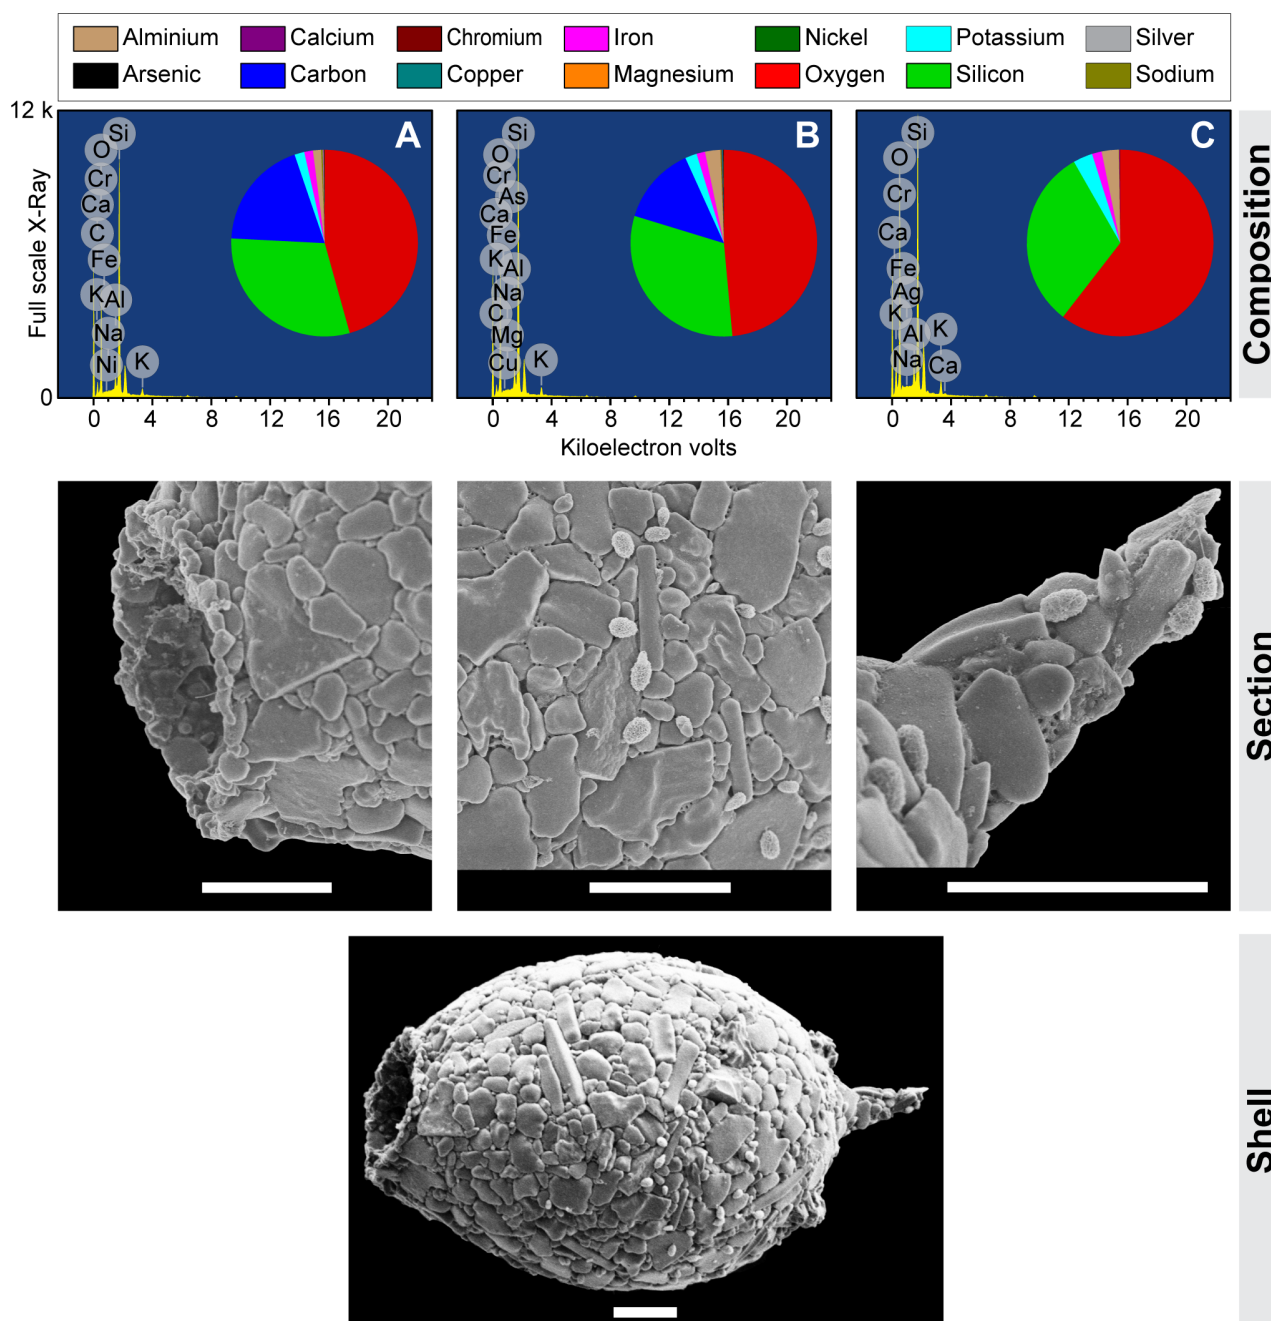 Alminium Calcium Chromium Iron Nickel Potassium Silver
Arsenic Carbon Copper Magnesium Oxygen Silicon Sodium
12 k
0
Full scale X-Ray
A
Si
O
Cr
Ca
C
Fe
K
Al
Na
Ni
K
0 4 8 12 16 20
B
Si
O
Cr
As
Ca
Fe
K
Al
Na
C
Mg
Cu
K
0 4 8 12 16 20
C
Si
O
Cr
Ca
Fe
Ag
K
Al
K
Na
Ca
0 4 8 12 16 20
Kiloelectron volts
Composition
Section
Shell